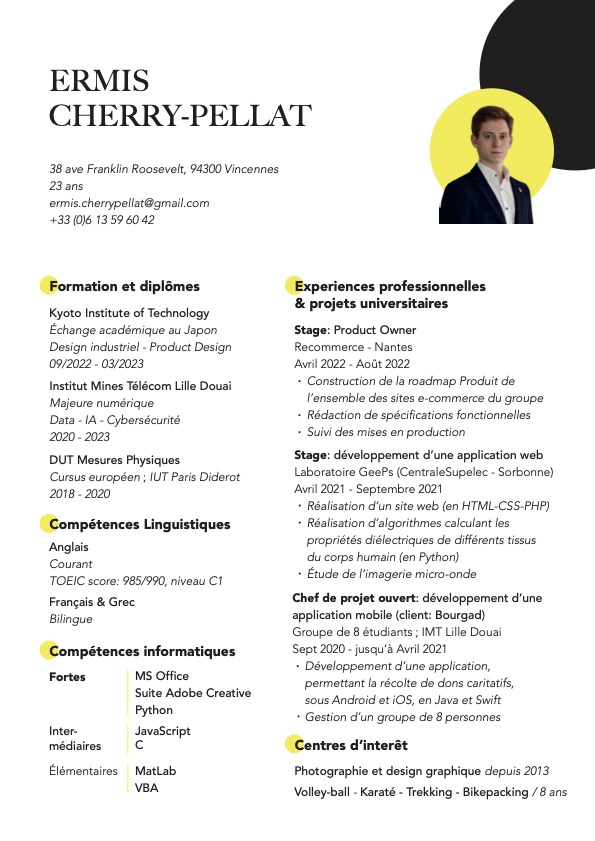 ERMIS
CHERRY-PELLAT
38 ave Franklin Roosevelt, 94300 Vincennes
23 ans
ermis.cherrypellat@gmail.com
+33 (0)6 13 59 60 42
Formation et diplômes
Kyoto Institute of Technology
Échange académique au Japon
Design industriel - Product Design
09/2022 - 03/2023
Institut Mines Télécom Lille Douai
Majeure numérique
Data - IA - Cybersécurité
2020 - 2023
DUT Mesures Physiques
Cursus européen ; IUT Paris Diderot
2018 - 2020
Compétences Linguistiques
Anglais
Courant
TOEIC score: 985/990, niveau C1
Français & Grec
Bilingue
Compétences informatiques
Fortes
MS Office
Suite Adobe Creative
Python
Inter-
médiaires
JavaScript
C
Élémentaires
MatLab
VBA
Experiences professionnelles
& projets universitaires
Stage: Product Owner
Recommerce - Nantes
Avril 2022 - Août 2022
· Construction de la roadmap Produit de
l’ensemble des sites e-commerce du groupe
· Rédaction de spécifications fonctionnelles
· Suivi des mises en production
Stage: développement d’une application web
Laboratoire GeePs (CentraleSupelec - Sorbonne)
Avril 2021 - Septembre 2021
· Réalisation d’un site web (en HTML-CSS-PHP)
· Réalisation d’algorithmes calculant les
propriétés diélectriques de différents tissus
du corps humain (en Python)
· Étude de l’imagerie micro-onde
Chef de projet ouvert: développement d’une
application mobile (client: Bourgad)
Groupe de 8 étudiants ; IMT Lille Douai
Sept 2020 - jusqu’à Avril 2021
· Développement d’une application,
permettant la récolte de dons caritatifs,
sous Android et iOS, en Java et Swift
· Gestion d’un groupe de 8 personnes
Centres d’interêt
Photographie et design graphique depuis 2013
Volley-ball - Karaté - Trekking - Bikepacking / 8 ans